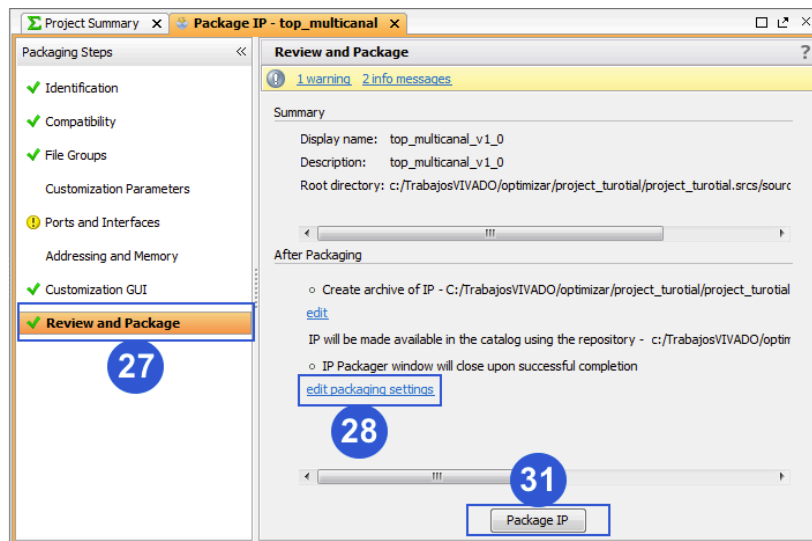 Project Summary
Package IP - top_multicanal
Packaging Steps
Identification
Compatibility
File Groups
Customization Parameters
Ports and Interfaces
Addressing and Memory
Customization GUI
Review and Package
27
Review and Package
?
1 warning 2 info messages
Summary
Display name: top_multicanal_v1_0
Description: top_multicanal_v1_0
Root directory: c:/TrabajosVIVADO/optimizar/project_turotial/project_turotial.srcs/sourc
After Packaging
Create archive of IP - C:/TrabajosVIVADO/optimizar/project_turotial/project_turotial
edit
IP will be made available in the catalog using the repository - c:/TrabajosVIVADO/optim
IP Packager window will close upon successful completion
edit packaging settings
28
31
Package IP